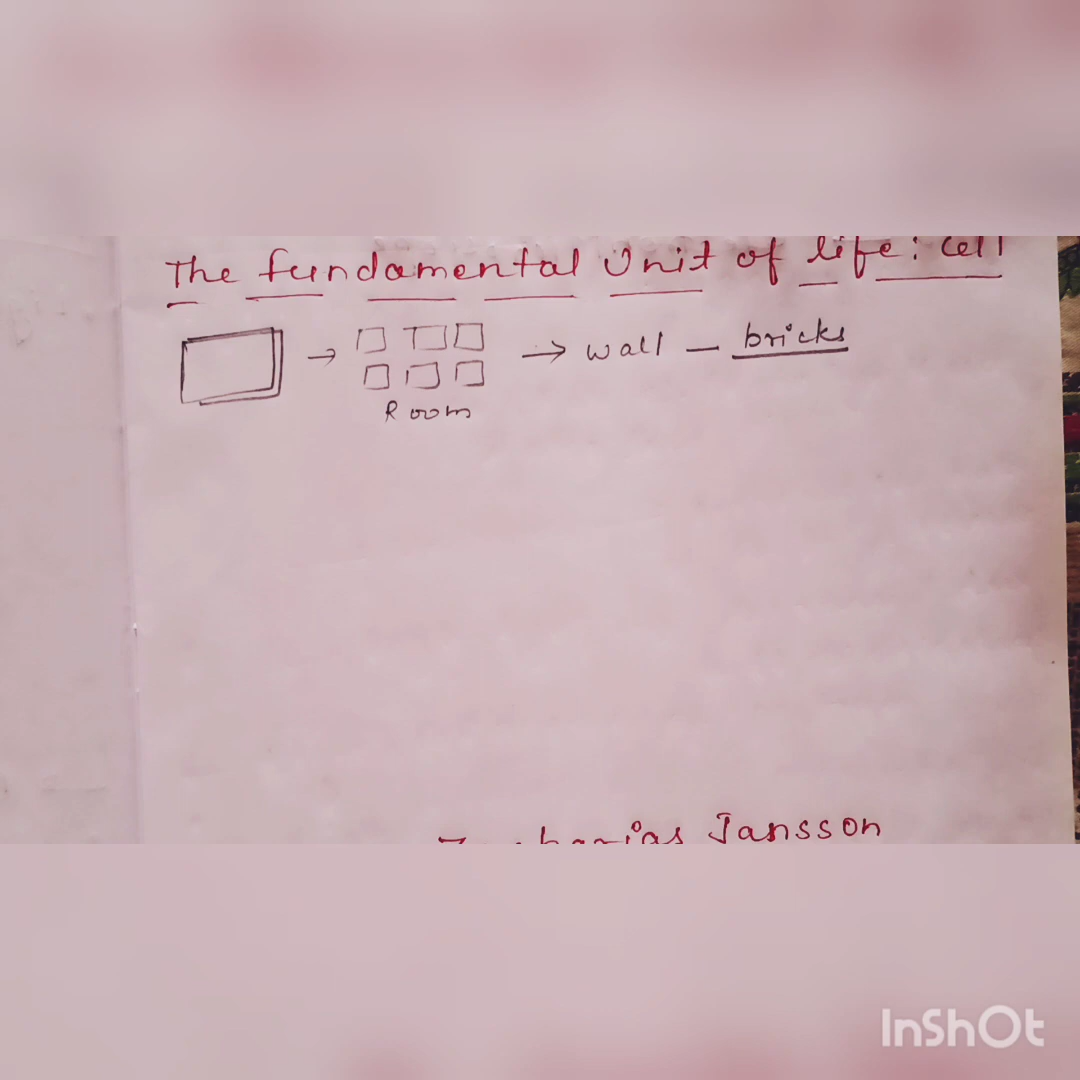 The fundamental Unit of life: Cell
→ → wall — bricks
Room
Jansson
InShOt